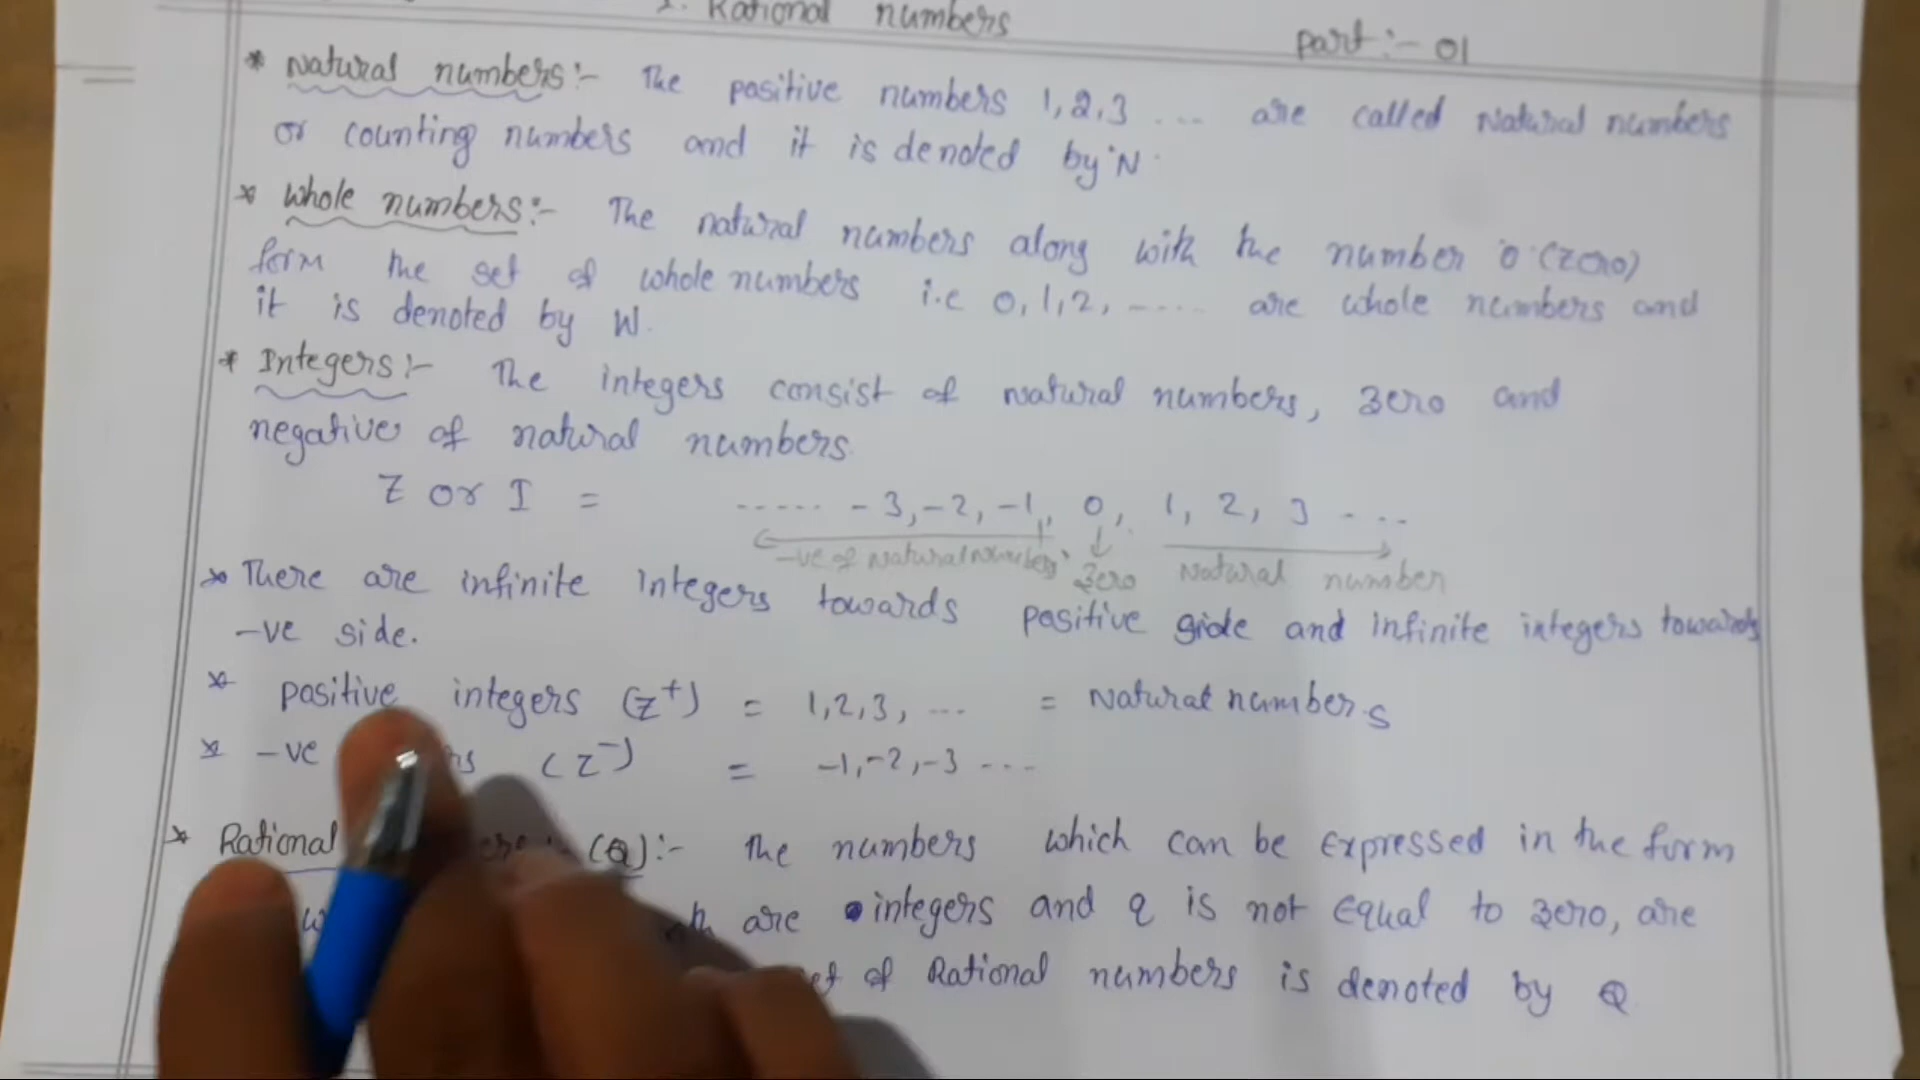 Rational numbers
part:- 01
* Natural numbers:- The positive numbers 1,2,3 .... are called Natural numbers
or counting numbers and it is denoted by 'N'
* Whole numbers:- The natural numbers along with the number '0' (zero)
form the set of whole numbers i.e 0,1,2, ..... are whole numbers and
it is denoted by W.
* Integers:- The integers consist of natural numbers, zero and
negative of natural numbers.
Z or I = ...... -3,-2,-1, 0, 1, 2, 3 ....
-ve of Natural numbers zero Natural number
* There are infinite integers towards positive side and infinite integers towards
-ve side.
* positive integers (Z+) = 1,2,3, ... = Natural numbers
* -ve (Z-) = -1,-2,-3 ....
* Rational (Q):- The numbers which can be expressed in the form
are integers and q is not equal to zero, are
of Rational numbers is denoted by Q